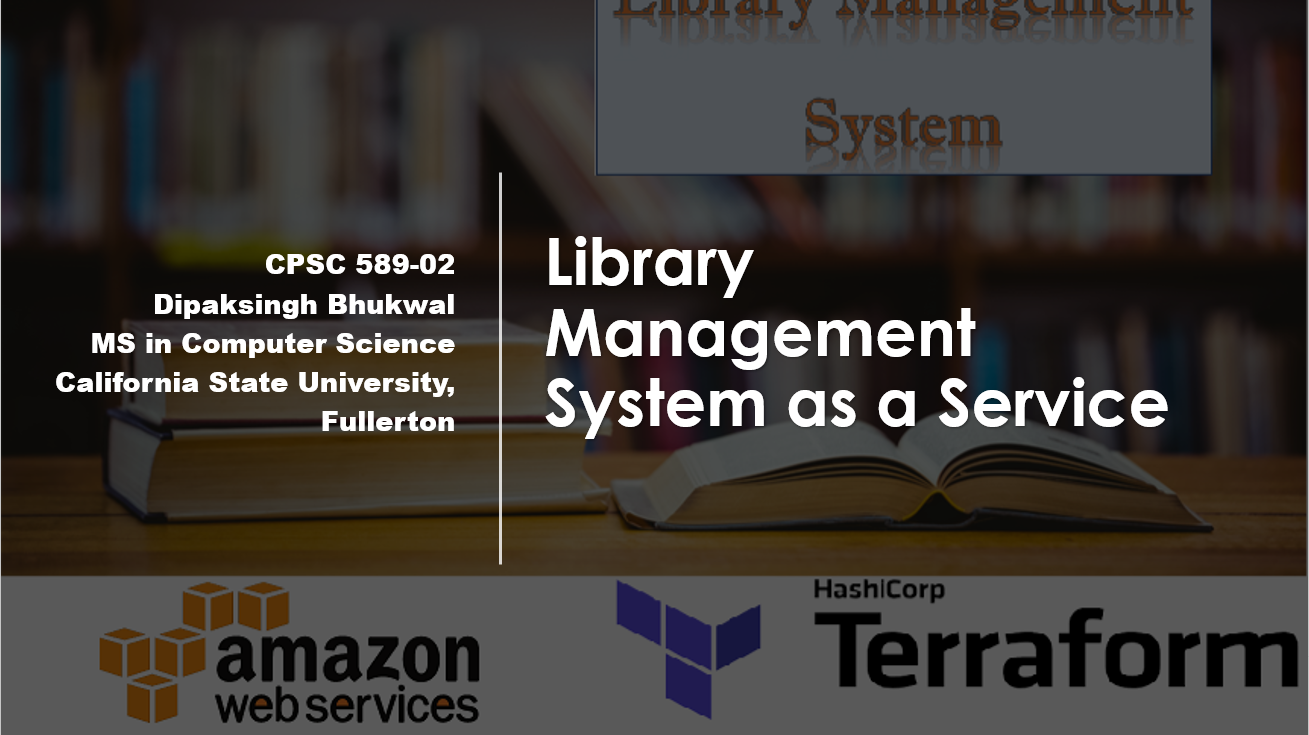 Library Management
System
CPSC 589-02
Dipaksingh Bhukwal
MS in Computer Science
California State University,
Fullerton
Library
Management
System as a Service
amazon
web services
HashiCorp
Terraform